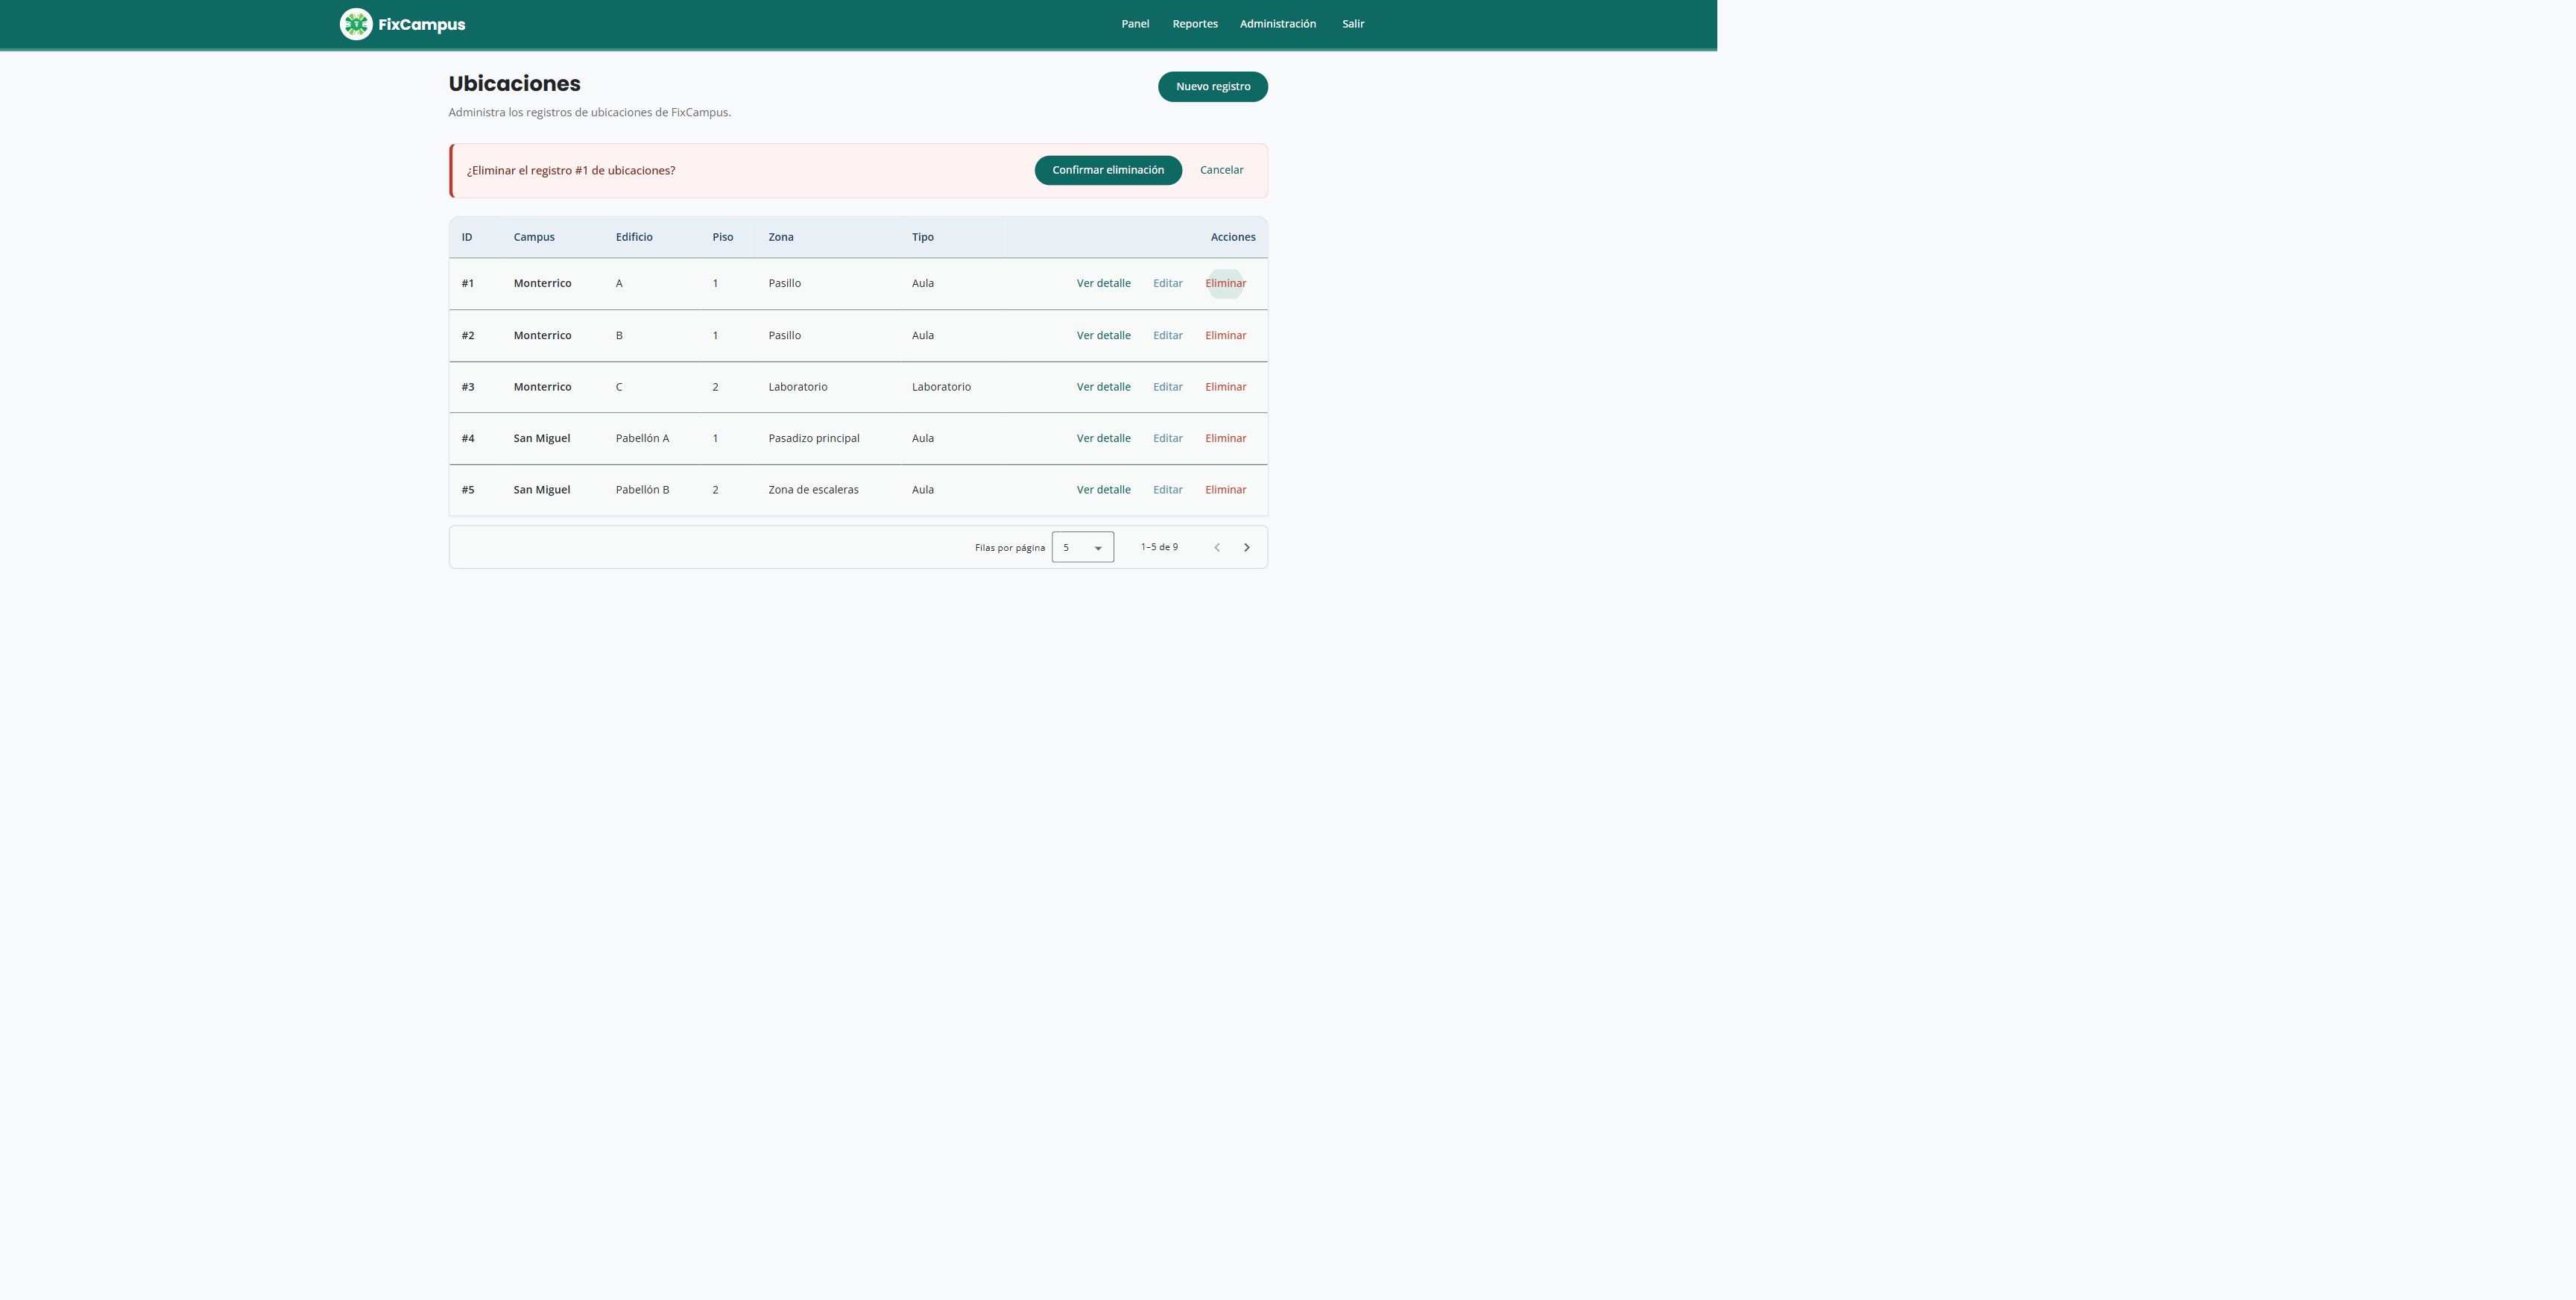 FixCampus Panel Reportes Administración Salir
Ubicaciones Nuevo registro
Administra los registros de ubicaciones de FixCampus.
¿Eliminar el registro #1 de ubicaciones? Confirmar eliminación Cancelar
ID Campus Edificio Piso Zona Tipo Acciones
#1 Monterrico A 1 Pasillo Aula Ver detalle Editar Eliminar
#2 Monterrico B 1 Pasillo Aula Ver detalle Editar Eliminar
#3 Monterrico C 2 Laboratorio Laboratorio Ver detalle Editar Eliminar
#4 San Miguel Pabellón A 1 Pasadizo principal Aula Ver detalle Editar Eliminar
#5 San Miguel Pabellón B 2 Zona de escaleras Aula Ver detalle Editar Eliminar
Filas por página 5 1–5 de 9